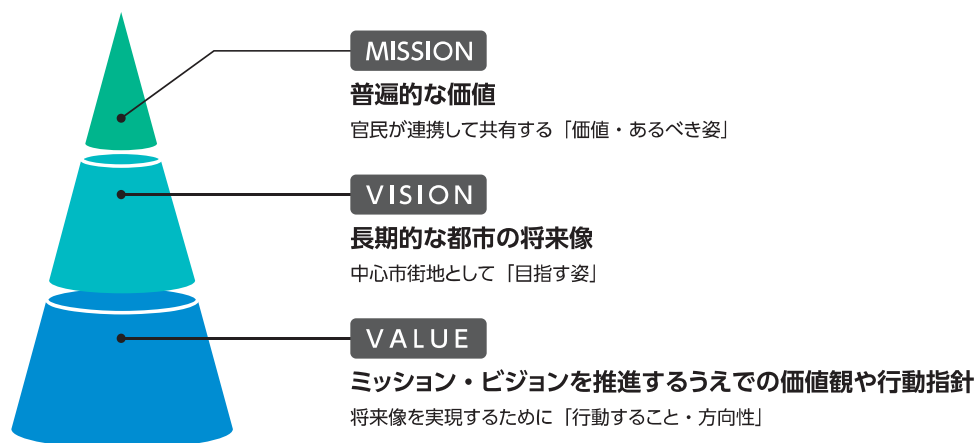 MISSION
普遍的な価値
官民が連携して共有する「価値・あるべき姿」
VISION
長期的な都市の将来像
中心市街地として「目指す姿」
VALUE
ミッション・ビジョンを推進するうえでの価値観や行動指針
将来像を実現するために「行動すること・方向性」